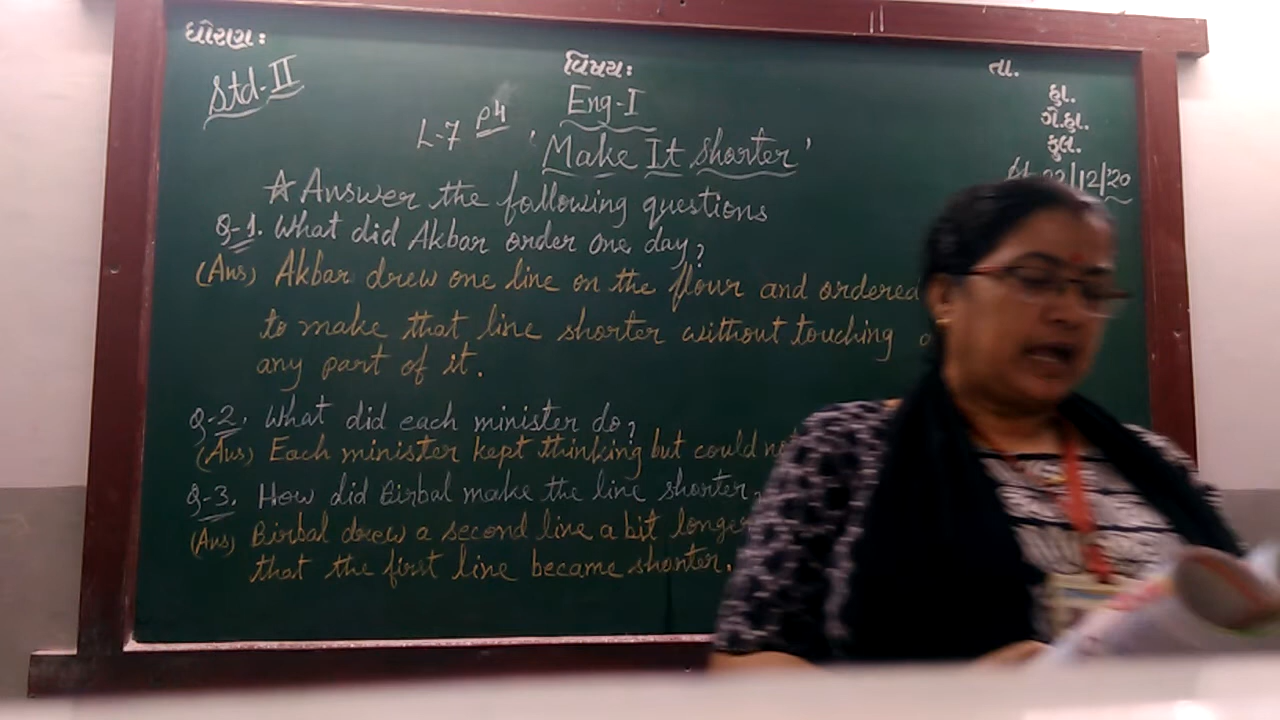 ધોરણ:
Std.II
વિષય:
Eng-I
તા.
હા.
ગે.હા.
કુલ.
/12/20
L-7 P4 'Make It Shorter'
☆ Answer the following questions
Q-1. What did Akbar order one day?
(Ans) Akbar drew one line on the flour and ordered
to make that line shorter without touching
any part of it.
Q-2. What did each minister do?
(Ans) Each minister kept thinking but could
Q-3. How did Birbal make the line shorter
(Ans) Birbal drew a second line a bit longer
that the first line became shorter.